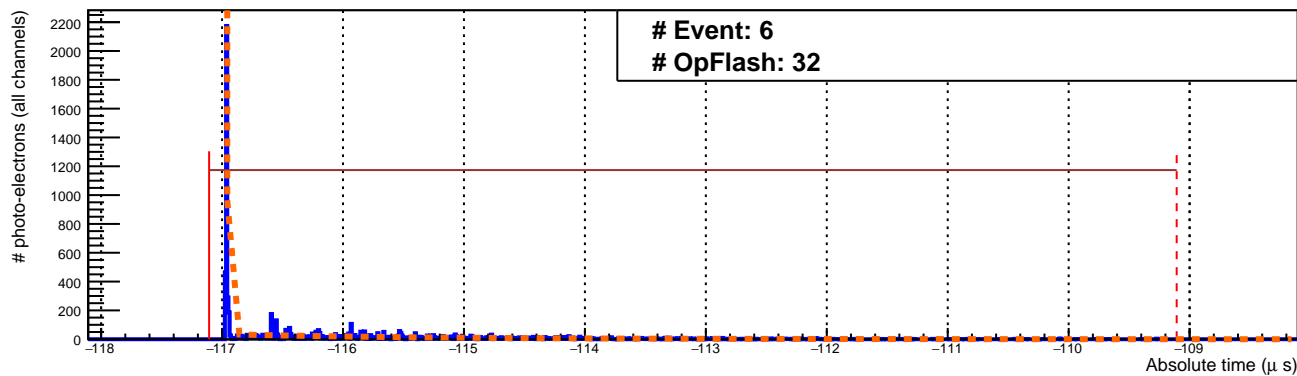 # Event: 6
# OpFlash: 32
# photo-electrons (all channels)
2200
2000
1800
1600
1400
1200
1000
800
600
400
200
0
−118 −117 −116 −115 −114 −113 −112 −111 −110 −109
Absolute time (μ s)